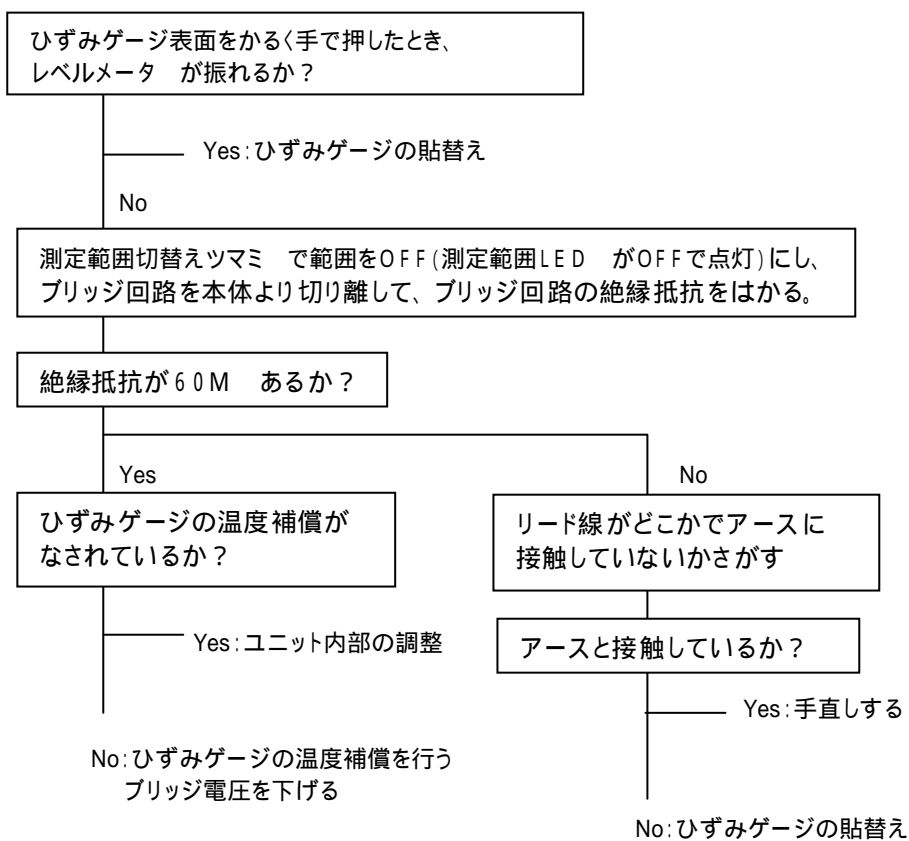 ひずみゲージ表面をかるく手で押したとき、
レベルメータ　が振れるか？
Yes:ひずみゲージの貼替え
No
測定範囲切替えツマミ　で範囲をOFF(測定範囲LED　がOFFで点灯)にし、
ブリッジ回路を本体より切り離して、ブリッジ回路の絶縁抵抗をはかる。
絶縁抵抗が60M　あるか？
Yes
No
ひずみゲージの温度補償が
なされているか？
リード線がどこかでアースに
接触していないかさがす
Yes:ユニット内部の調整
アースと接触しているか？
Yes:手直しする
No:ひずみゲージの温度補償を行う
ブリッジ電圧を下げる
No:ひずみゲージの貼替え